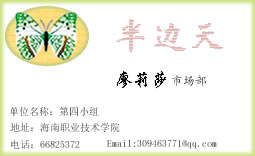 半边天
廖莉莎 市场部
单位名称：第四小组
地址：海南职业技术学院
电话：66825372 Email:309463771@qq.com